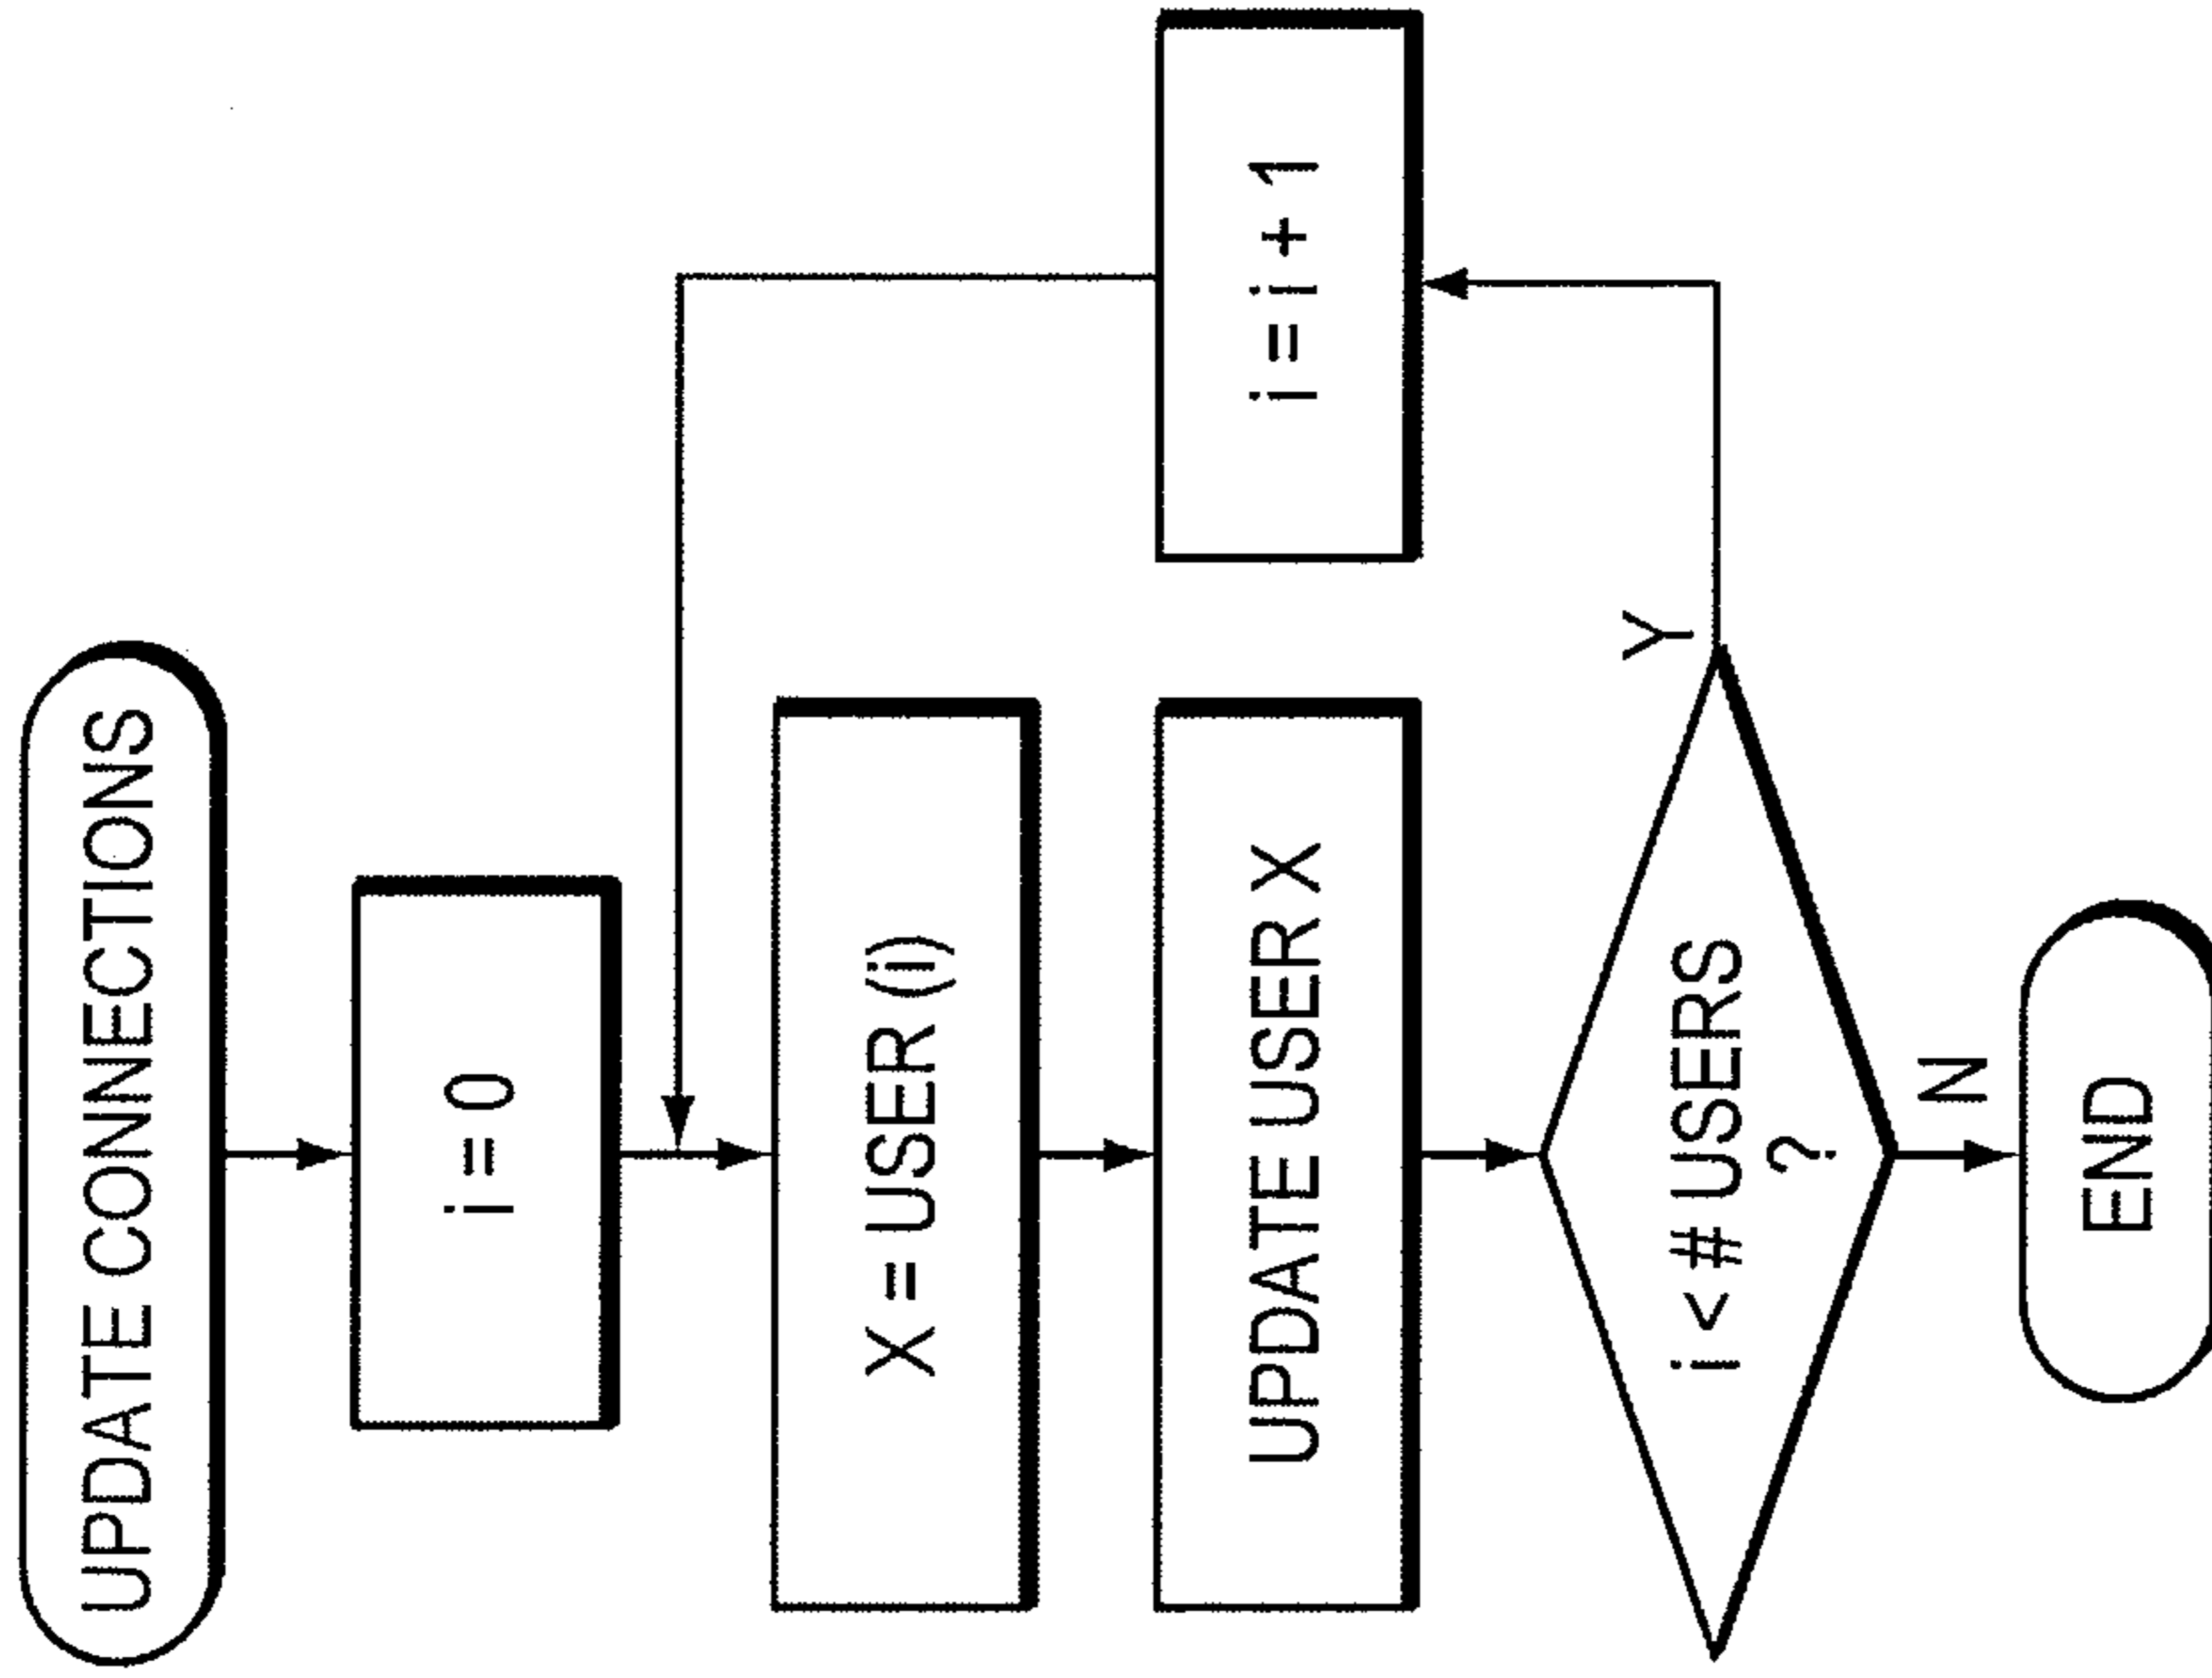 UPDATE CONNECTIONS
i = 0
X = USER (i)
UPDATE USER X
i = i + 1
i < # USERS
?
Y
N
END